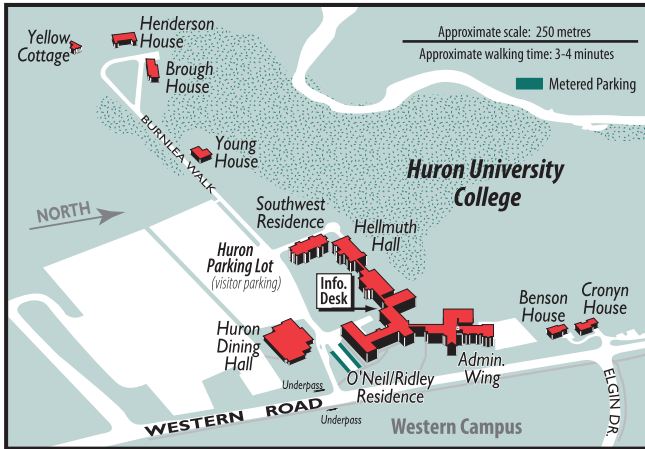 Yellow
Cottage
Henderson
House
Brough
House
Approximate scale: 250 metres
Approximate walking time: 3-4 minutes
Metered Parking
BURNLEA WALK
Young
House
Huron University
College
NORTH
Southwest
Residence
Hellmuth
Hall
Huron
Parking Lot
(visitor parking)
Info.
Desk
Benson
House
Cronyn
House
Huron
Dining
Hall
Admin.
Wing
O'Neil/Ridley
Residence
Underpass
Underpass
WESTERN ROAD
Western Campus
ELGIN DR.